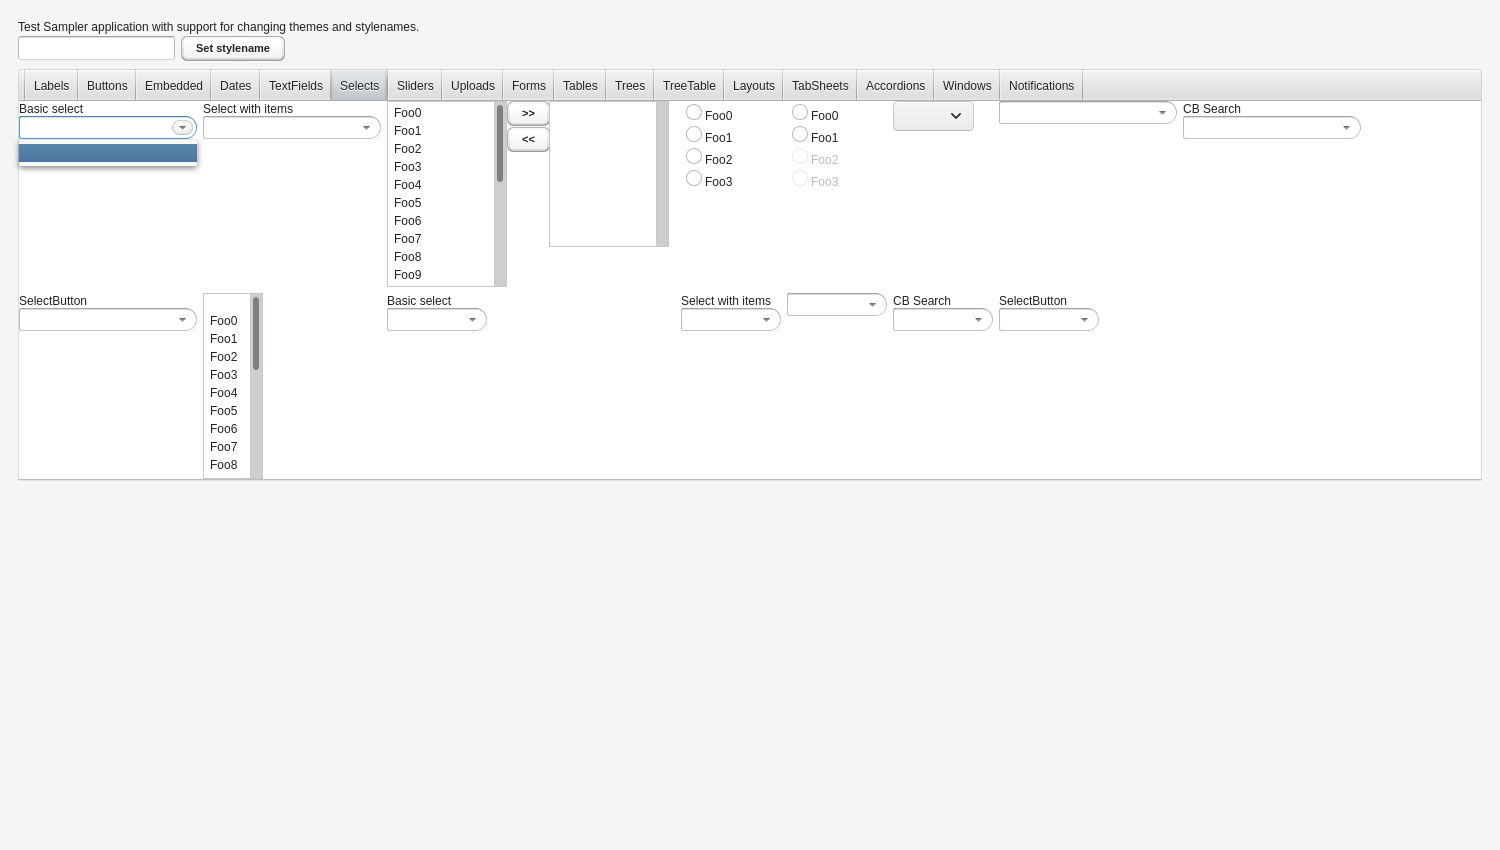 Test Sampler application with support for changing themes and stylenames.
Set stylename
Labels Buttons Embedded Dates TextFields Selects Sliders Uploads Forms Tables Trees TreeTable Layouts TabSheets Accordions Windows Notifications
Basic select
Select with items
Foo0
Foo1
Foo2
Foo3
Foo4
Foo5
Foo6
Foo7
Foo8
Foo9
>>
<<
Foo0
Foo1
Foo2
Foo3
Foo0
Foo1
Foo2
Foo3
CB Search
SelectButton
Foo0
Foo1
Foo2
Foo3
Foo4
Foo5
Foo6
Foo7
Foo8
Basic select
Select with items
CB Search
SelectButton